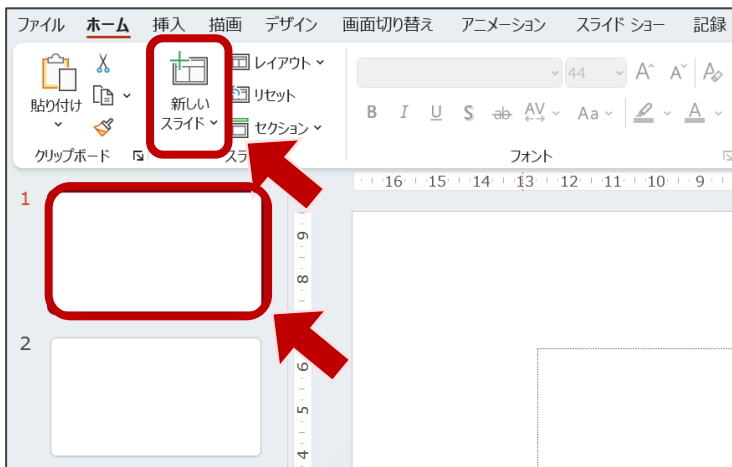 ファイル ホーム 挿入 描画 デザイン 画面切り替え アニメーション スライド ショー 記録
貼り付け
新しい
スライド
レイアウト
リセット
セクション
44
B I U S ab AV Aa A
クリップボード スラ フォント
16 15 14 13 12 11 10 9
1
2
9
8
6
5
4